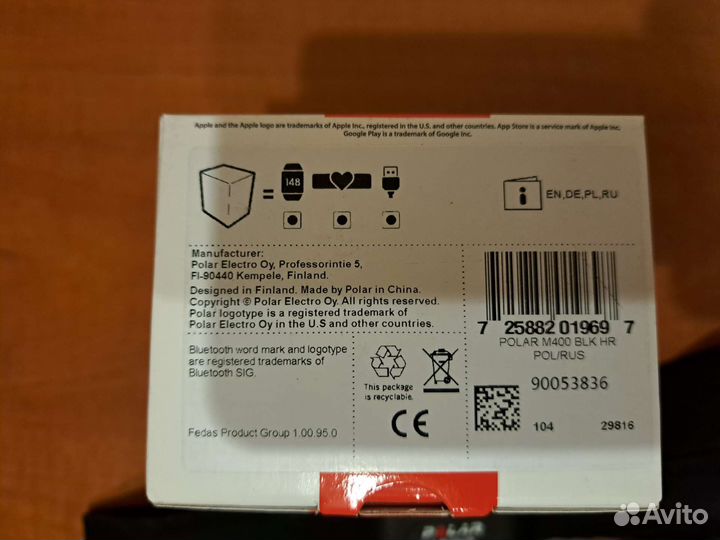 Apple and the Apple logo are trademarks of Apple Inc., registered in the U.S. and other countries. App Store is a service mark of Apple Inc.
Google Play is a trademark of Google Inc.
148
EN,DE,PL,RU
Manufacturer:
Polar Electro Oy, Professorintie 5,
FI-90440 Kempele, Finland.
Designed in Finland. Made by Polar in China.
Copyright © Polar Electro Oy. All rights reserved.
Polar logotype is a registered trademark of
Polar Electro Oy in the U.S and other countries.
7 25882 01969 7
POLAR M400 BLK HR
POL/RUS
Bluetooth word mark and logotype
are registered trademarks of
Bluetooth SIG.
This package
is recyclable.
90053836
CE
Fedas Product Group 1.00.95.0
104 29816
POLAR
Avito